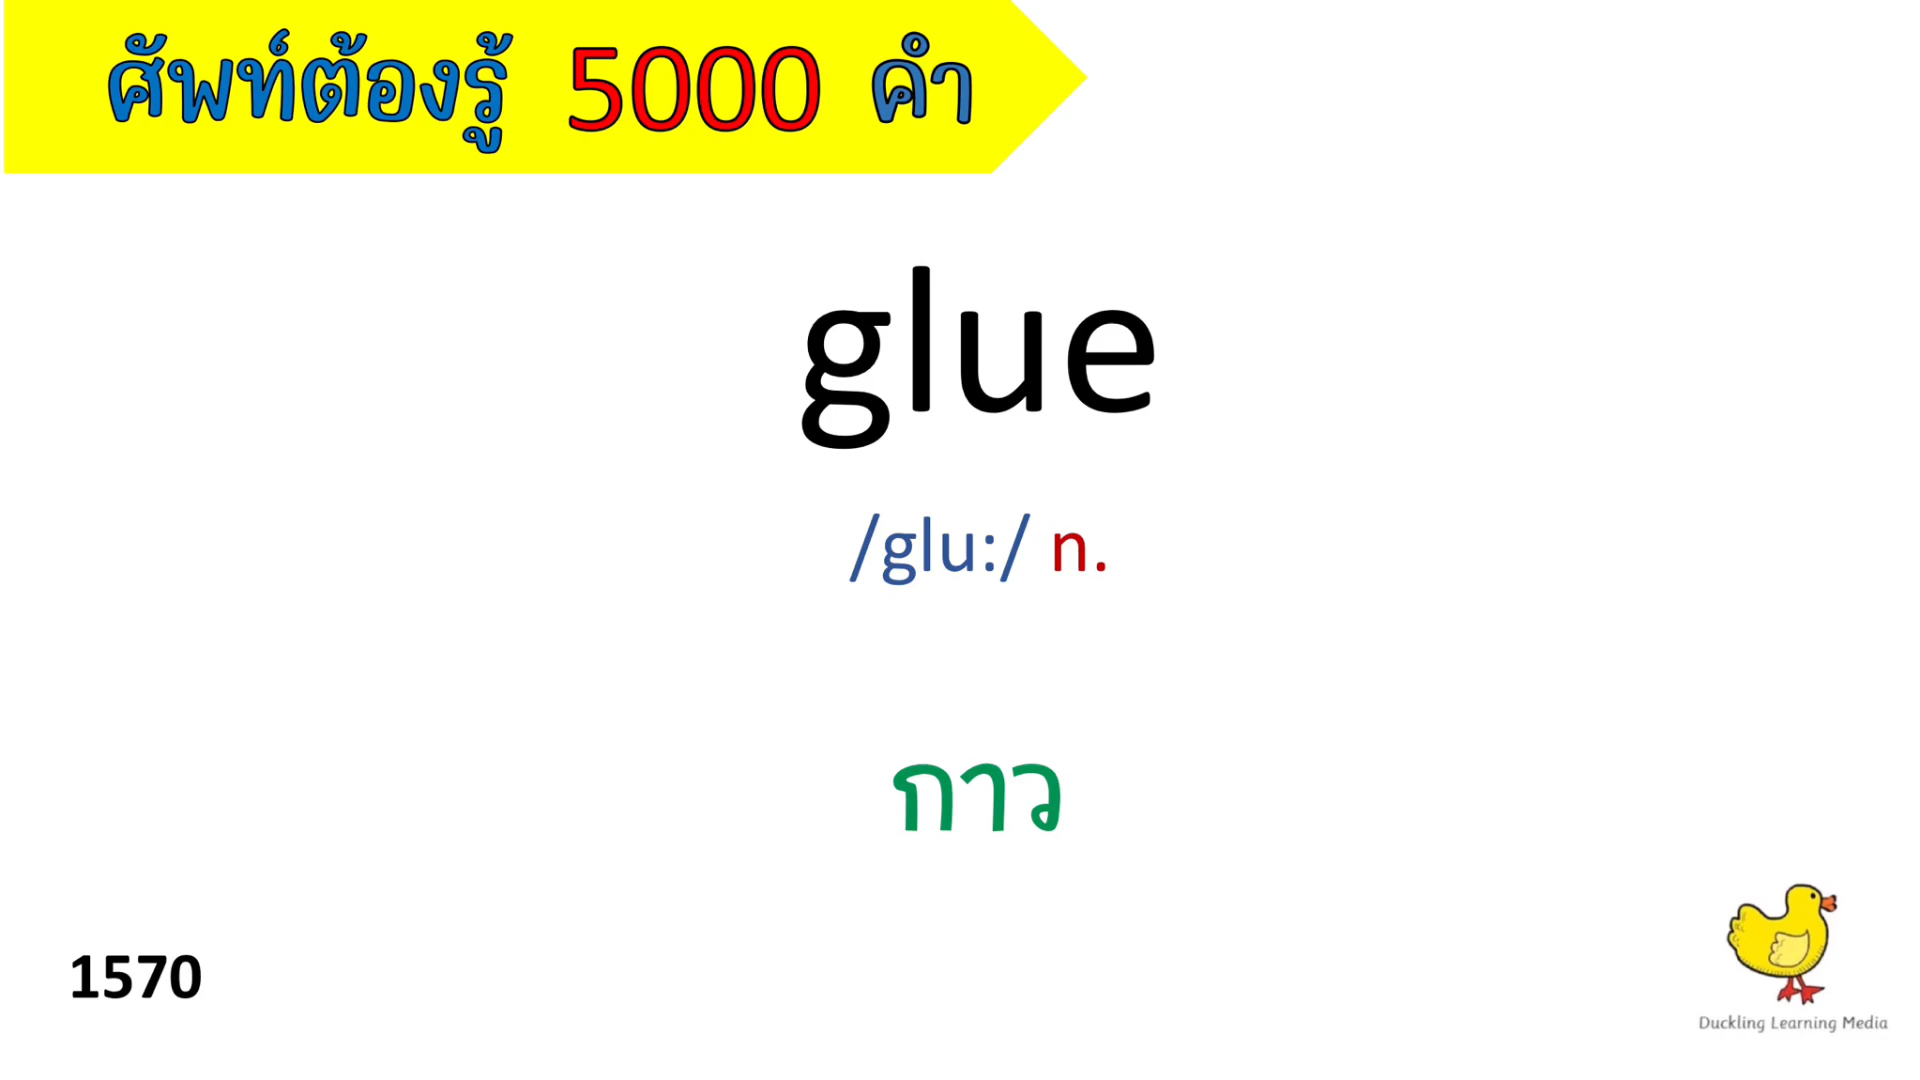 ศัพท์ต้องรู้ 5000 คำ
glue
/glu:/ n.
กาว
1570
Duckling Learning Media